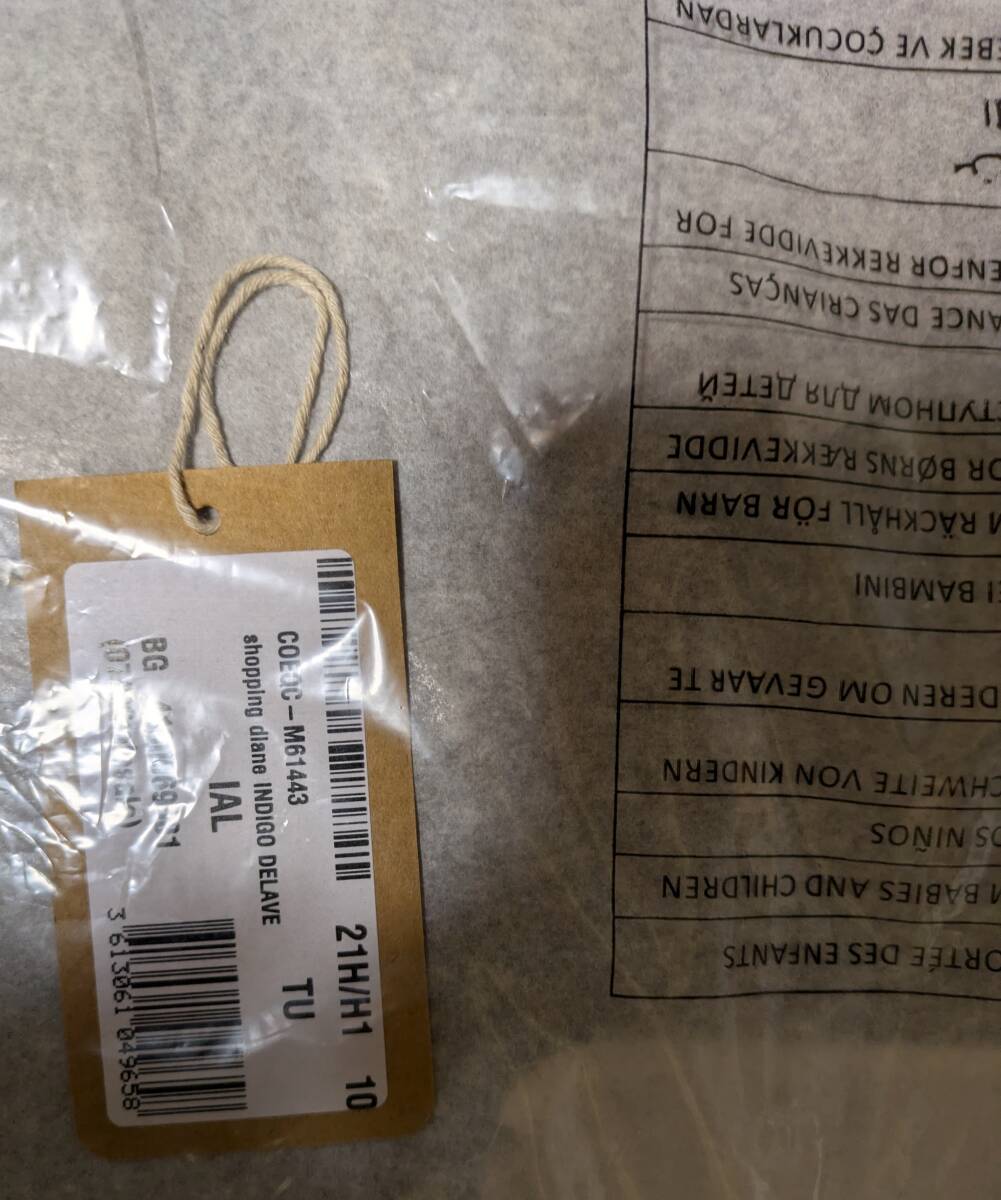 21H/H1 10
M61443
TU
shopping diane INDIGO DELAVE
IAL
BG
3 613061 049658
ORTÉE DES ENFANTS
BABIES AND CHILDREN
OS NIÑOS
CHWEITE VON KINDERN
DEREN OM GEVAAR TE
I BAMBINI
RÄCKHÅLL FÖR BARN
OR BØRNS RÆKKEVIDDE
ТУПНОМ ДЛЯ ДЕТЕЙ
ANCE DAS CRIANÇAS
ENFOR REKKEVIDDE FOR
EBEK VE ÇOCUKLARDAN